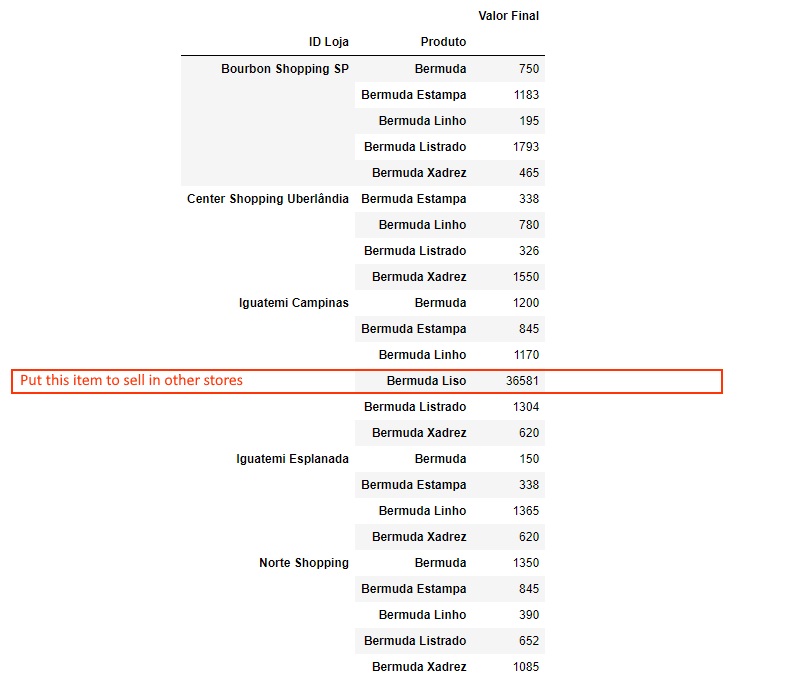 Valor Final
ID Loja Produto
Bourbon Shopping SP Bermuda 750
Bermuda Estampa 1183
Bermuda Linho 195
Bermuda Listrado 1793
Bermuda Xadrez 465
Center Shopping Uberlândia Bermuda Estampa 338
Bermuda Linho 780
Bermuda Listrado 326
Bermuda Xadrez 1550
Iguatemi Campinas Bermuda 1200
Bermuda Estampa 845
Bermuda Linho 1170
Put this item to sell in other stores Bermuda Liso 36581
Bermuda Listrado 1304
Bermuda Xadrez 620
Iguatemi Esplanada Bermuda 150
Bermuda Estampa 338
Bermuda Linho 1365
Bermuda Xadrez 620
Norte Shopping Bermuda 1350
Bermuda Estampa 845
Bermuda Linho 390
Bermuda Listrado 652
Bermuda Xadrez 1085